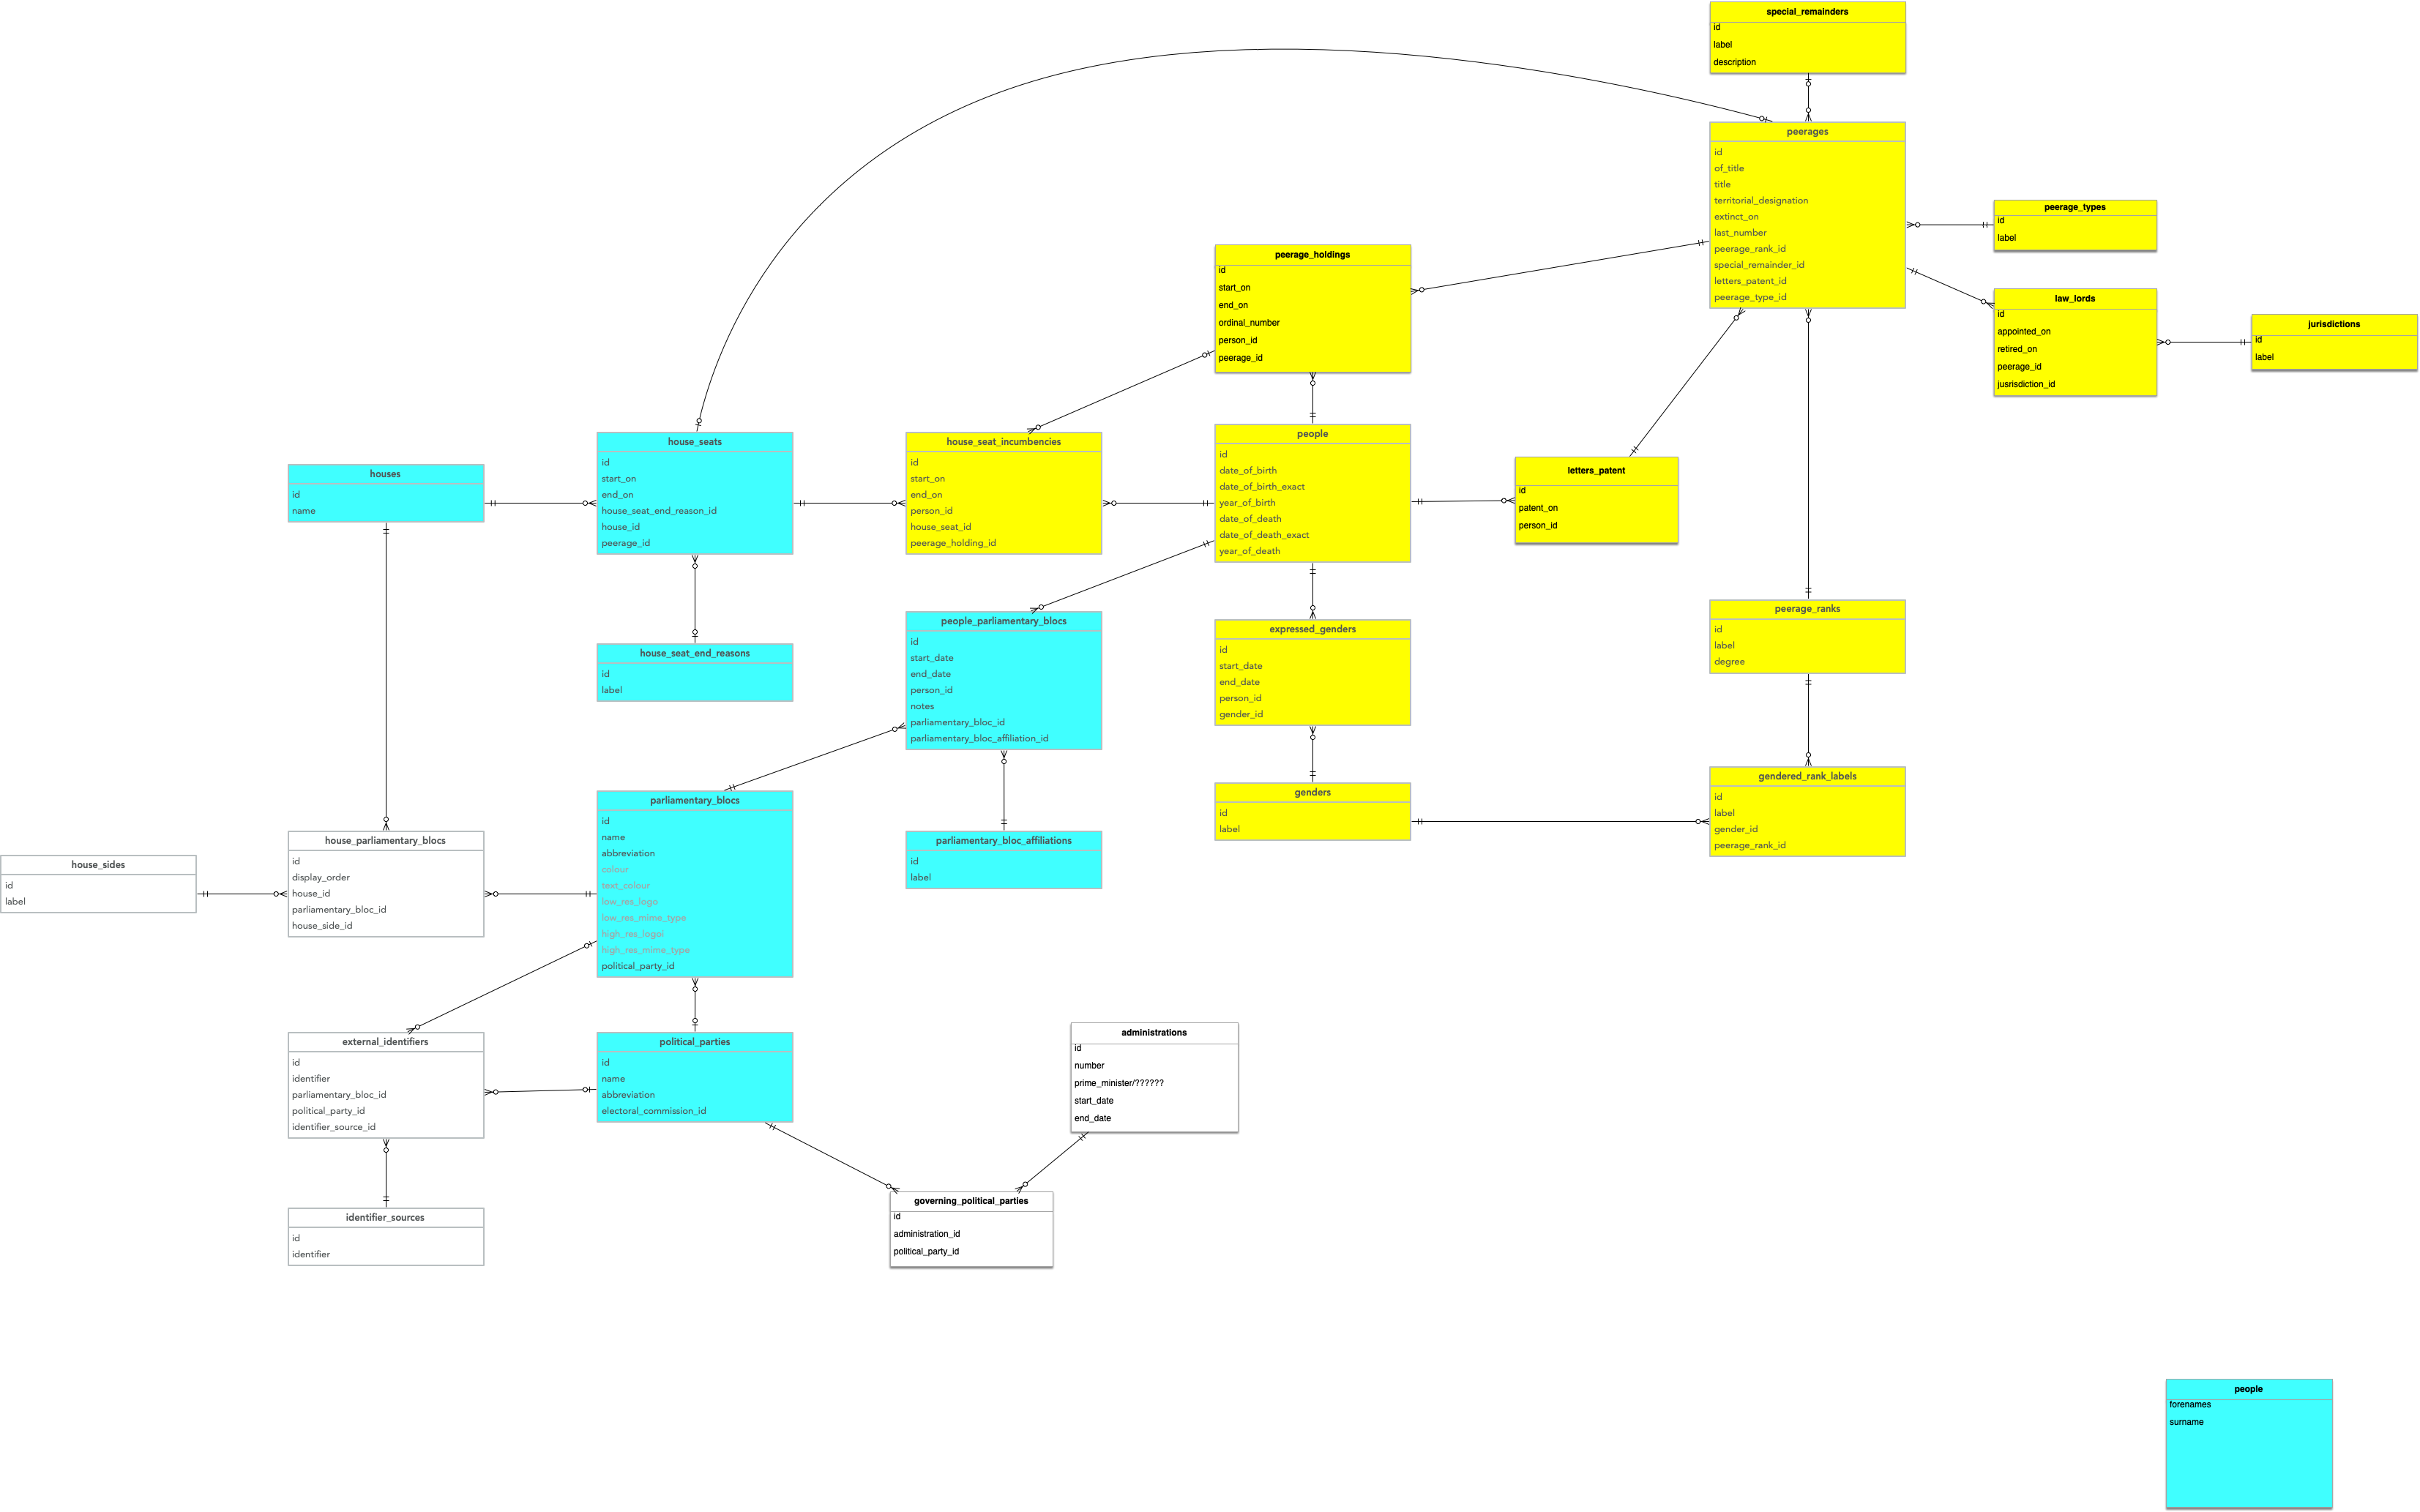 special_remainders
id
label
description
peerages
id
of_title
title
territorial_designation
extinct_on
last_number
peerage_rank_id
special_remainder_id
letters_patent_id
peerage_type_id
peerage_types
id
label
peerage_holdings
id
start_on
end_on
ordinal_number
person_id
peerage_id
law_lords
id
appointed_on
retired_on
peerage_id
jusrisdiction_id
jurisdictions
id
label
houses
id
name
house_seats
id
start_on
end_on
house_seat_end_reason_id
house_id
peerage_id
house_seat_incumbencies
id
start_on
end_on
person_id
house_seat_id
peerage_holding_id
people
id
date_of_birth
date_of_birth_exact
year_of_birth
date_of_death
date_of_death_exact
year_of_death
letters_patent
id
patent_on
person_id
house_seat_end_reasons
id
label
people_parliamentary_blocs
id
start_date
end_date
person_id
notes
parliamentary_bloc_id
parliamentary_bloc_affiliation_id
expressed_genders
id
start_date
end_date
person_id
gender_id
peerage_ranks
id
label
degree
genders
id
label
gendered_rank_labels
id
label
gender_id
peerage_rank_id
house_sides
id
label
house_parliamentary_blocs
id
display_order
house_id
parliamentary_bloc_id
house_side_id
parliamentary_blocs
id
name
abbreviation
colour
text_colour
low_res_logo
low_res_mime_type
high_res_logoi
high_res_mime_type
political_party_id
parliamentary_bloc_affiliations
id
label
external_identifiers
id
identifier
parliamentary_bloc_id
political_party_id
identifier_source_id
political_parties
id
name
abbreviation
electoral_commission_id
administrations
id
number
prime_minister/??????
start_date
end_date
identifier_sources
id
identifier
governing_political_parties
id
administration_id
political_party_id
people
forenames
surname